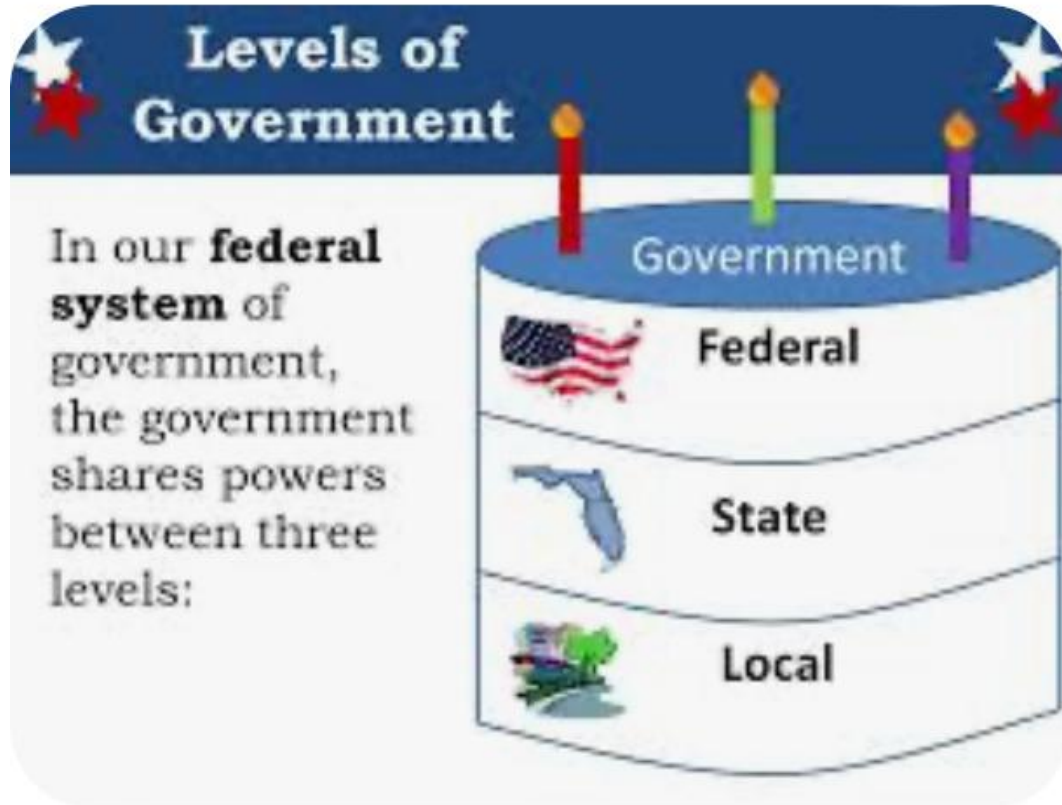 Levels of
Government
In our federal
system of
government,
the government
shares powers
between three
levels:
Government
Federal
State
Local